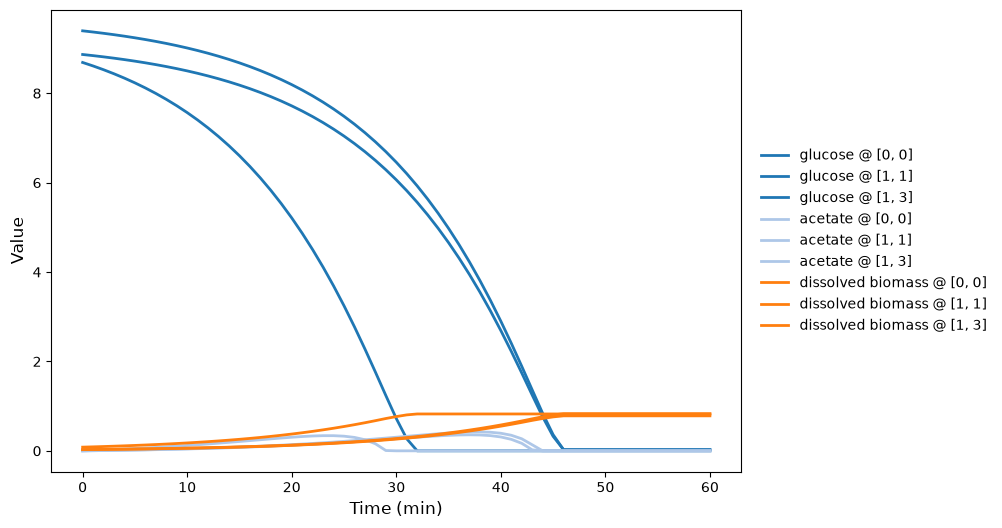 8
6
4
2
0
Value
0 10 20 30 40 50 60
Time (min)
glucose @ [0, 0]
glucose @ [1, 1]
glucose @ [1, 3]
acetate @ [0, 0]
acetate @ [1, 1]
acetate @ [1, 3]
dissolved biomass @ [0, 0]
dissolved biomass @ [1, 1]
dissolved biomass @ [1, 3]